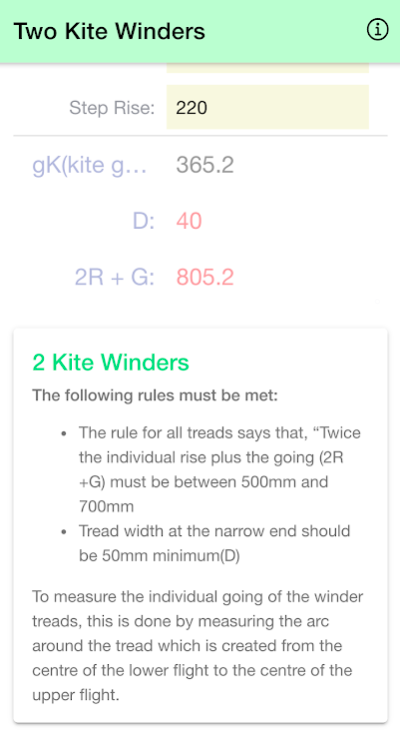 Two Kite Winders
Step Rise: 220
gK(kite g... 365.2
D: 40
2R + G: 805.2
2 Kite Winders
The following rules must be met:
• The rule for all treads says that, “Twice
the individual rise plus the going (2R
+G) must be between 500mm and
700mm
• Tread width at the narrow end should
be 50mm minimum(D)
To measure the individual going of the winder
treads, this is done by measuring the arc
around the tread which is created from the
centre of the lower flight to the centre of the
upper flight.